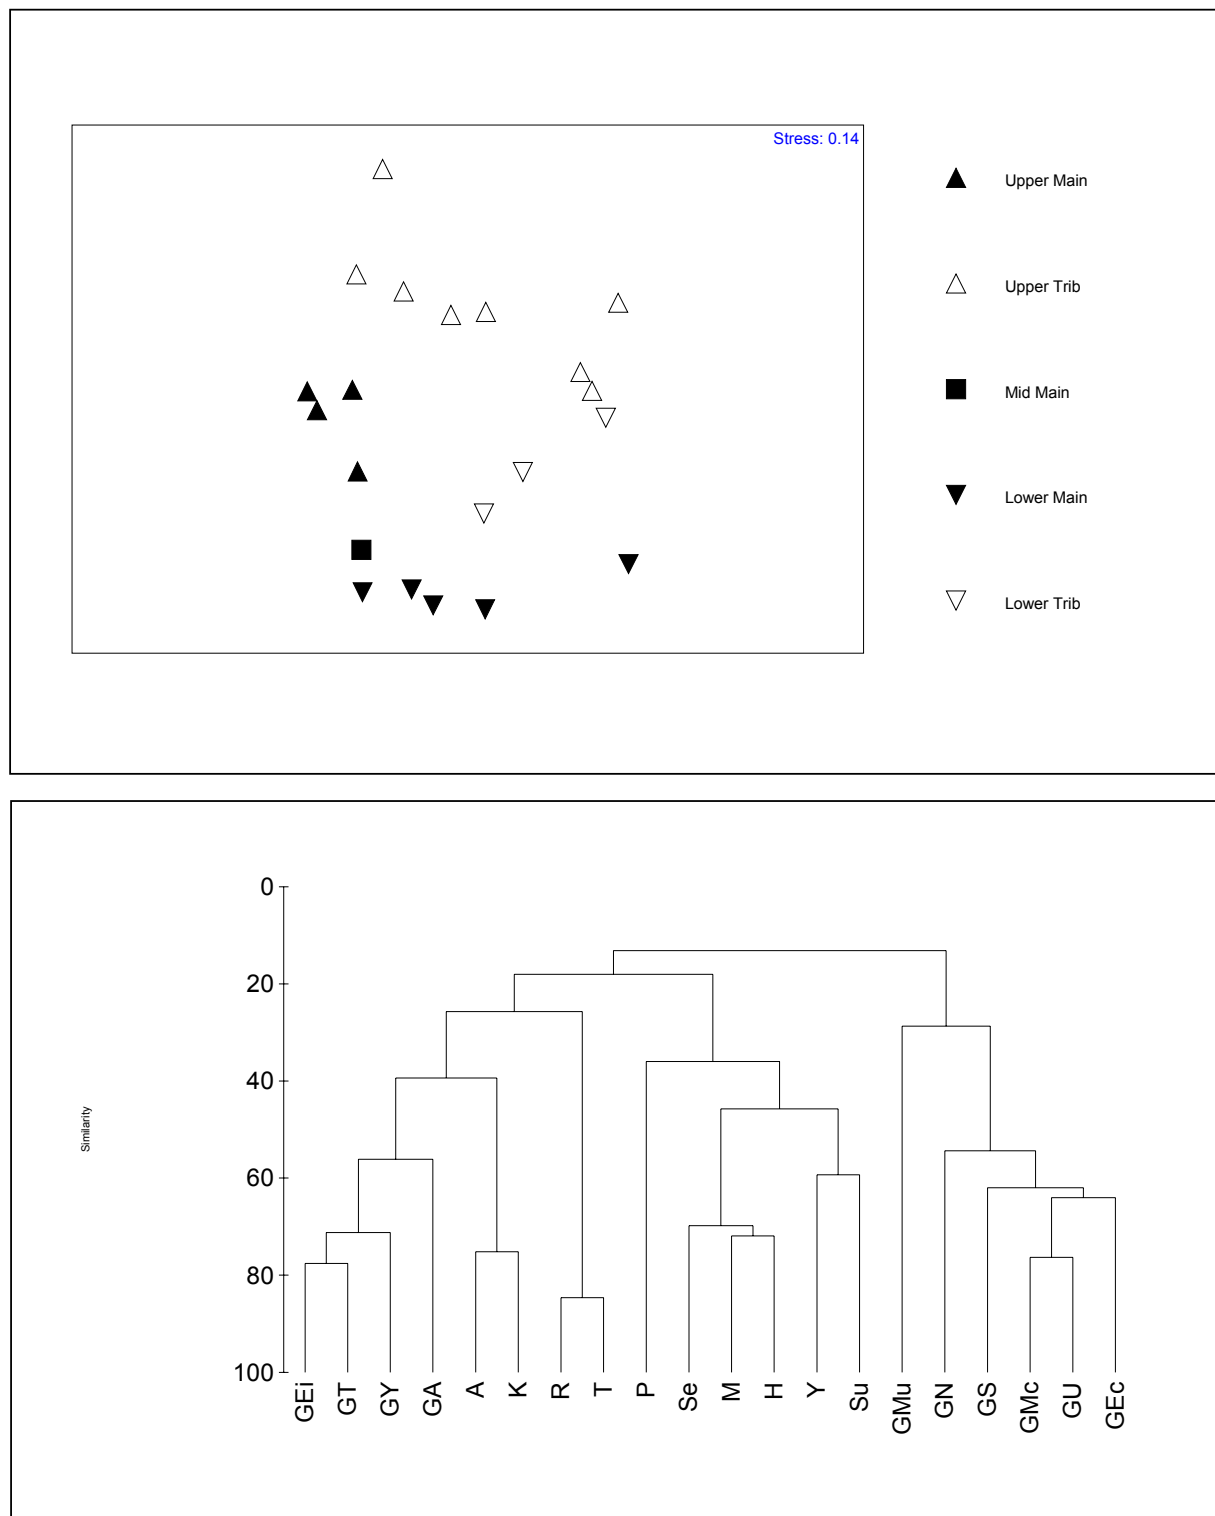 Stress: 0.14
Upper Main
Upper Trib
Mid Main
Lower Main
Lower Trib
0
20
40
60
80
100
Similarity
GEi
GT
GY
GA
A
K
R
T
P
Se
M
H
Y
Su
GMu
GN
GS
GMc
GU
GEc